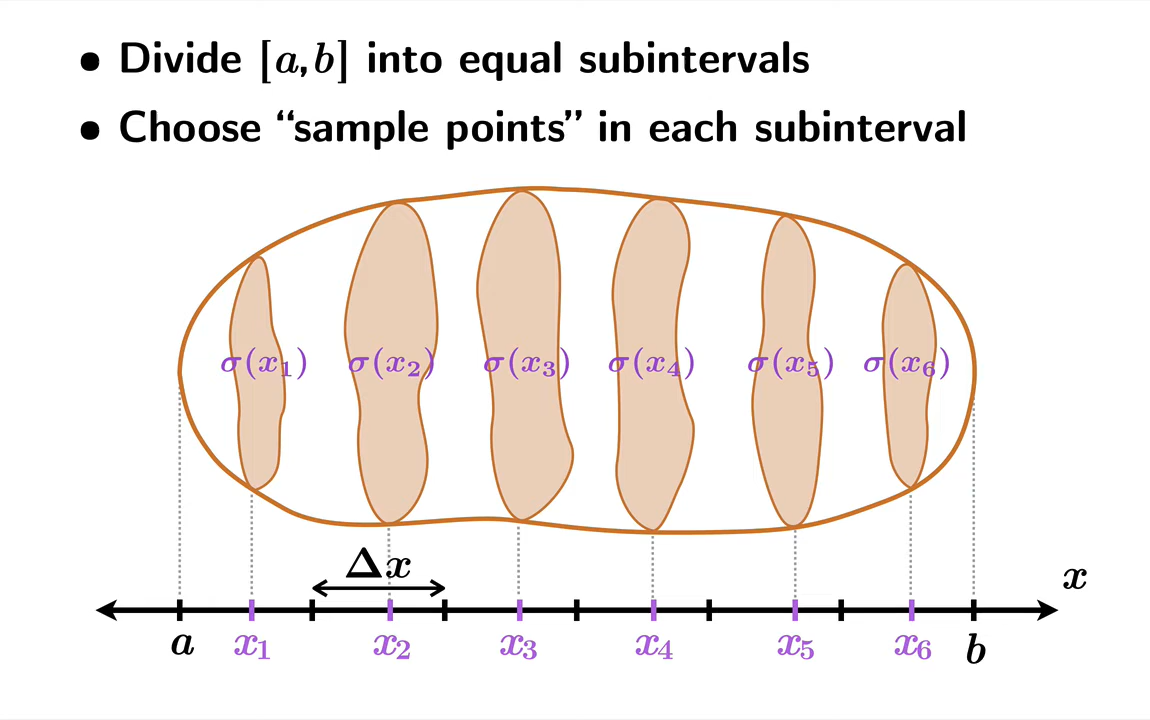 • Divide [a,b] into equal subintervals
• Choose “sample points” in each subinterval
σ(x₁) σ(x₂) σ(x₃) σ(x₄) σ(x₅) σ(x₆)
Δx
x
a x₁ x₂ x₃ x₄ x₅ x₆ b